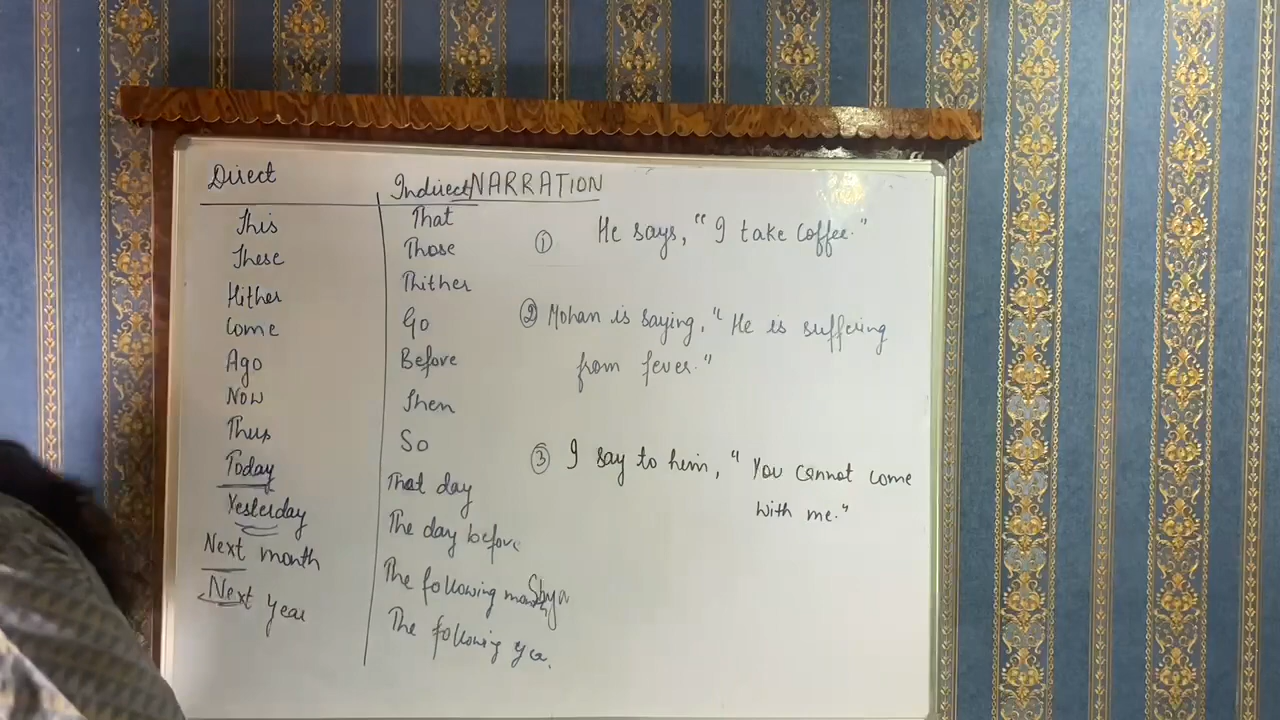 Direct
Indirect
NARRATION
This That
These Those
Hither Thither
Come Go
Ago Before
Now Then
Thus So
Today That day
Yesterday The day before
Next month The following
Next year The following
① He says, "I take coffee."
② Mohan is saying, "He is suffering
from fever."
③ I say to him, "You cannot come
with me."